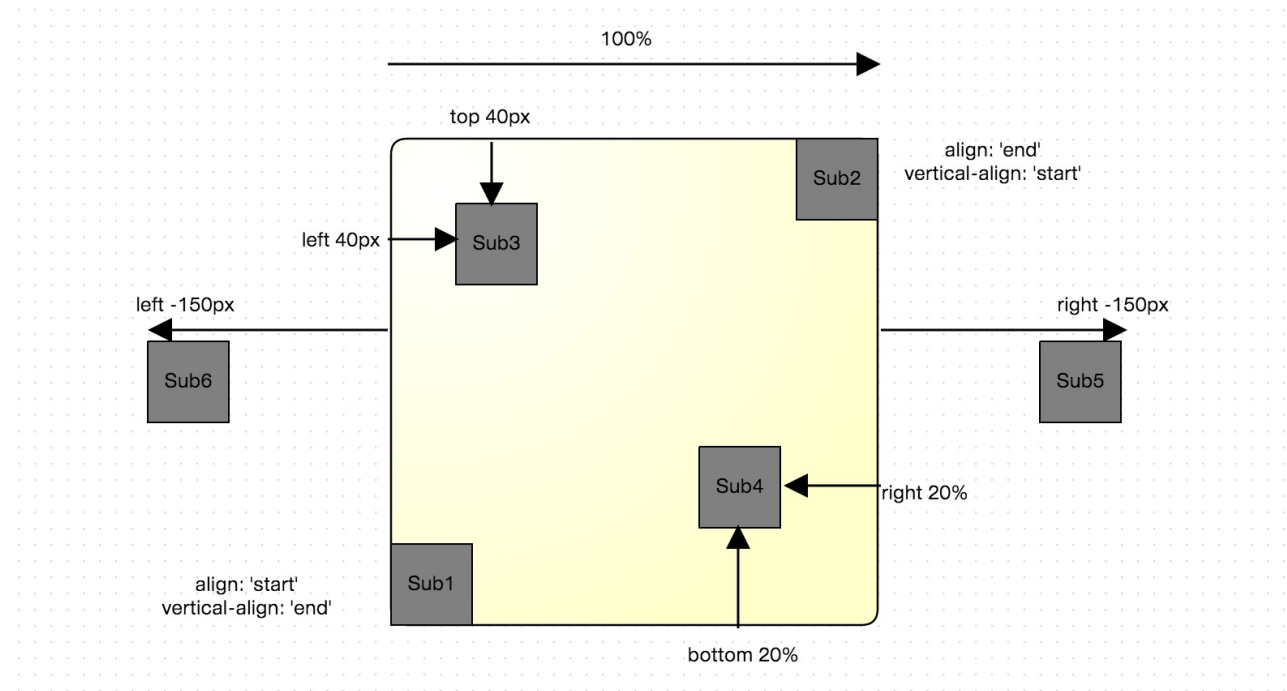 100%
top 40px
Sub2
align: 'end'
vertical-align: 'start'
left 40px
Sub3
left -150px
right -150px
Sub6
Sub5
Sub4
right 20%
Sub1
align: 'start'
vertical-align: 'end'
bottom 20%